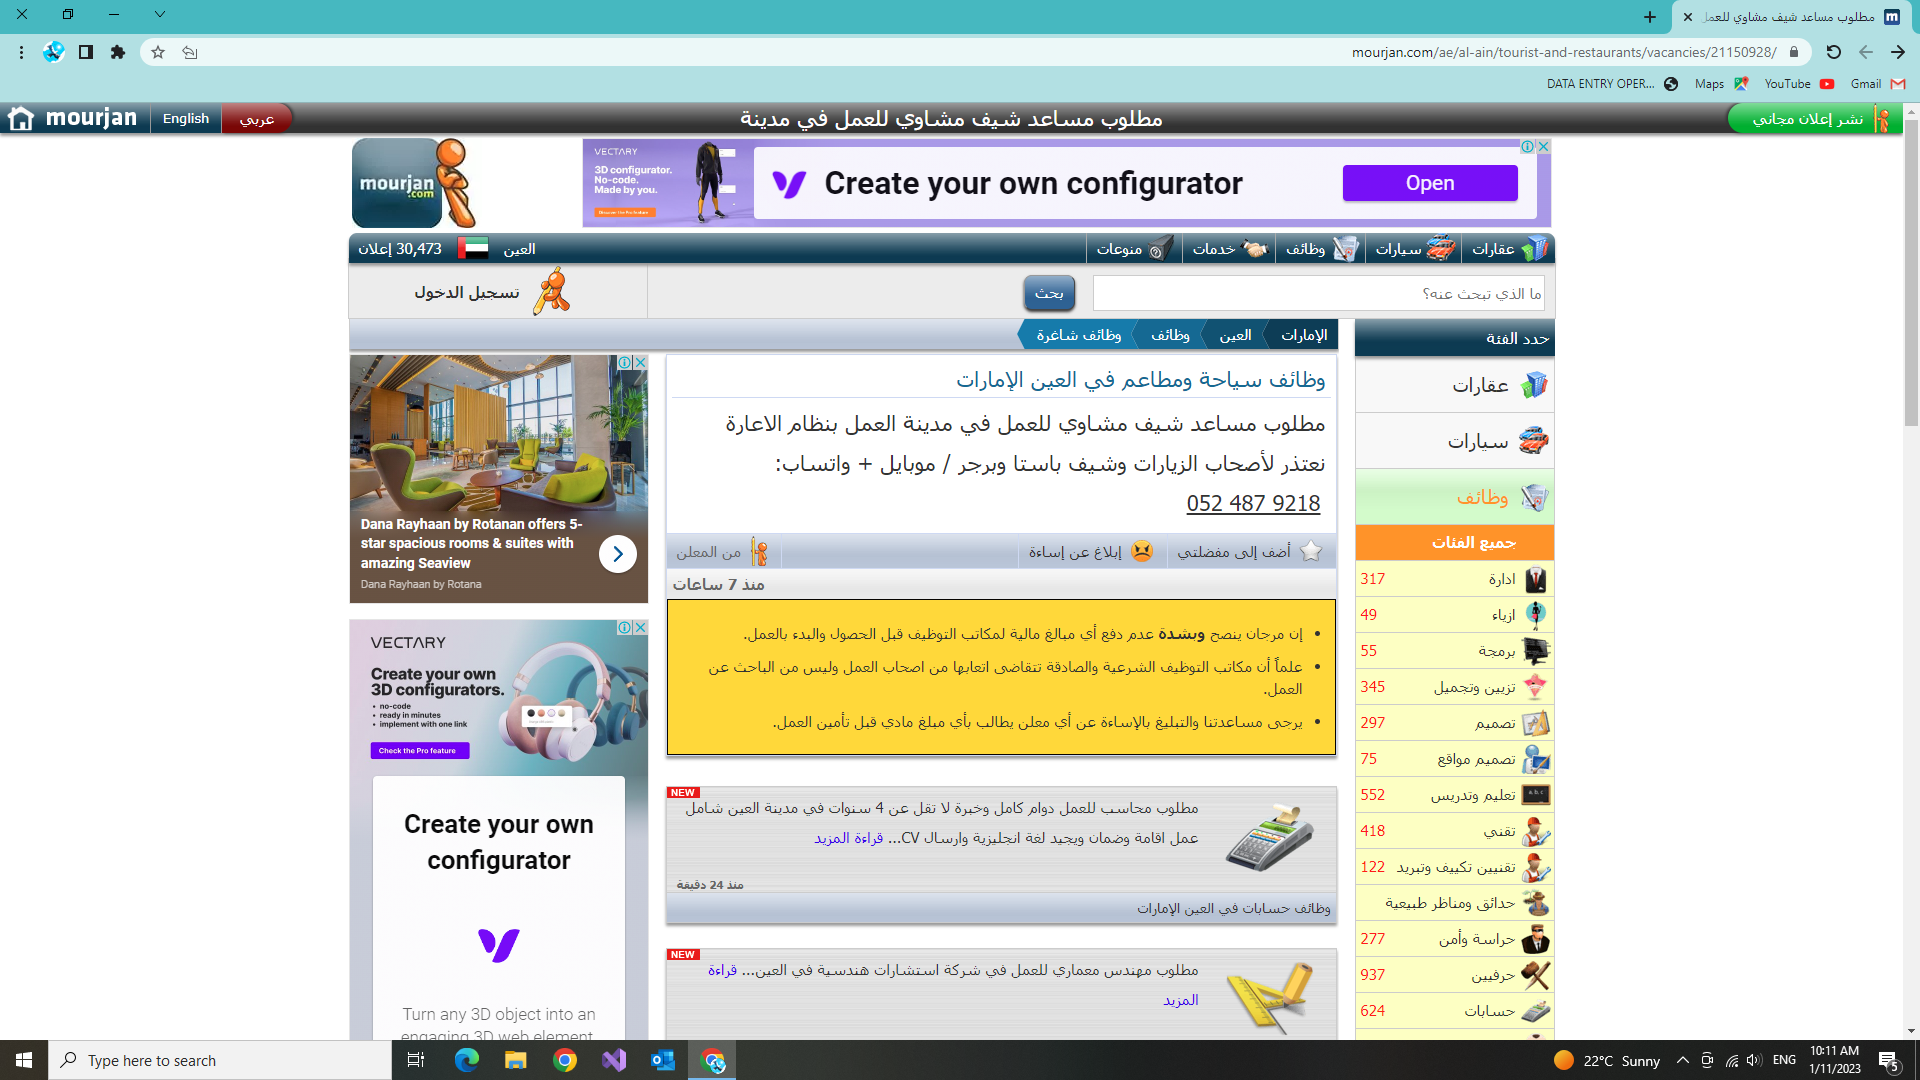 مطلوب مساعد شيف مشاوي للعمل
mourjan.com/ae/al-ain/tourist-and-restaurants/vacancies/21150928/
DATA ENTRY OPER...
Maps
YouTube
Gmail
mourjan
English
عربي
مطلوب مساعد شيف مشاوي للعمل في مدينة
نشر إعلان مجاني
mourjan
.com
VECTARY
3D configurator.
No-code.
Made by you.
Create your own configurator
Open
عقارات
سيارات
وظائف
خدمات
منوعات
العين
30,473 إعلان
ما الذي تبحث عنه؟
بحث
تسجيل الدخول
الإمارات
العين
وظائف
وظائف شاغرة
حدد الفئة
عقارات
سيارات
وظائف
جميع الفئات
ادارة 317
ازياء 49
برمجة 55
تزيين وتجميل 345
تصميم 297
تصميم مواقع 75
تعليم وتدريس 552
تقني 418
تقنيين تكييف وتبريد 122
حدائق ومناظر طبيعية
حراسة وأمن 277
حرفيين 937
حسابات 624
وظائف سياحة ومطاعم في العين الإمارات
مطلوب مساعد شيف مشاوي للعمل في مدينة العمل بنظام الاعارة
نعتذر لأصحاب الزيارات وشيف باستا وبرجر / موبايل + واتساب:
052 487 9218
أضف إلى مفضلتي
إبلاغ عن إساءة
من المعلن
منذ 7 ساعات
• إن مرجان ينصح وبشدة عدم دفع أي مبالغ مالية لمكاتب التوظيف قبل الحصول والبدء بالعمل.
• علماً أن مكاتب التوظيف الشرعية والصادقة تتقاضى اتعابها من اصحاب العمل وليس من الباحث عن
العمل.
• يرجى مساعدتنا والتبليغ بالإساءة عن أي معلن يطالب بأي مبلغ مادي قبل تأمين العمل.
NEW
مطلوب محاسب للعمل دوام كامل وخبرة لا تقل عن 4 سنوات في مدينة العين شامل
عمل اقامة وضمان ويجيد لغة انجليزية وارسال CV... قراءة المزيد
منذ 24 دقيقة
وظائف حسابات في العين الإمارات
NEW
مطلوب مهندس معماري للعمل في شركة استشارات هندسية في العين... قراءة
المزيد
Dana Rayhaan by Rotanan offers 5-
star spacious rooms & suites with
amazing Seaview
Dana Rayhaan by Rotana
VECTARY
Create your own
3D configurators.
• no-code
• ready in minutes
• implement with one link
Check the Pro feature
Create your own
configurator
Turn any 3D object into an
engaging 3D web element
Type here to search
22°C Sunny
ENG
10:11 AM
1/11/2023
5